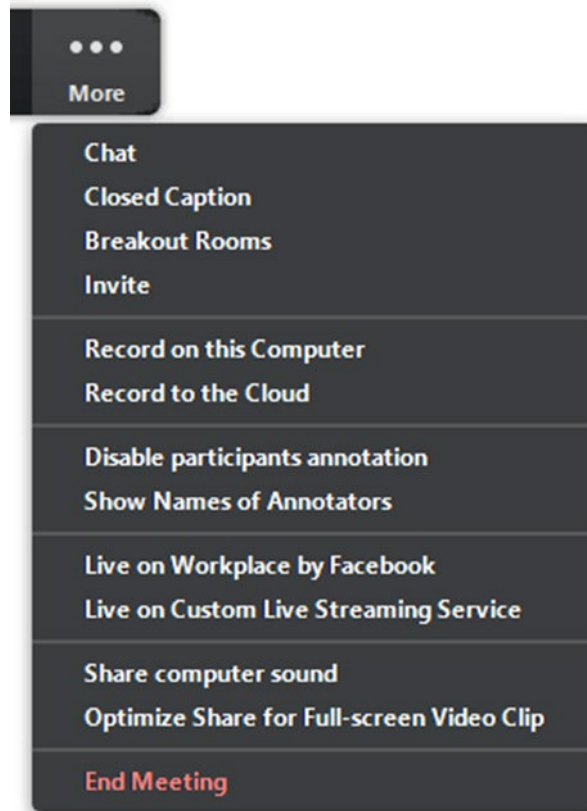 More
Chat
Closed Caption
Breakout Rooms
Invite
Record on this Computer
Record to the Cloud
Disable participants annotation
Show Names of Annotators
Live on Workplace by Facebook
Live on Custom Live Streaming Service
Share computer sound
Optimize Share for Full-screen Video Clip
End Meeting